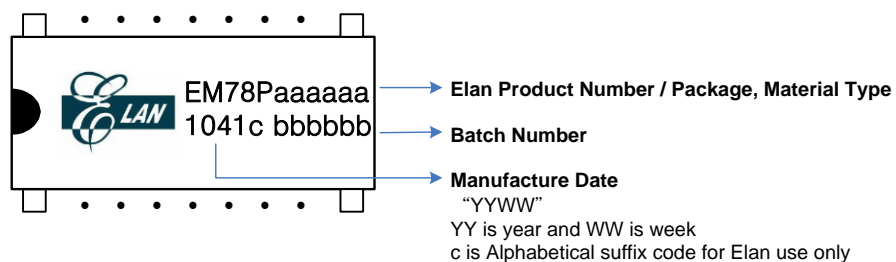 ELAN
EM78Paaaaaa
1041c bbbbbb
Elan Product Number / Package, Material Type
Batch Number
Manufacture Date
“YYWW”
YY is year and WW is week
c is Alphabetical suffix code for Elan use only